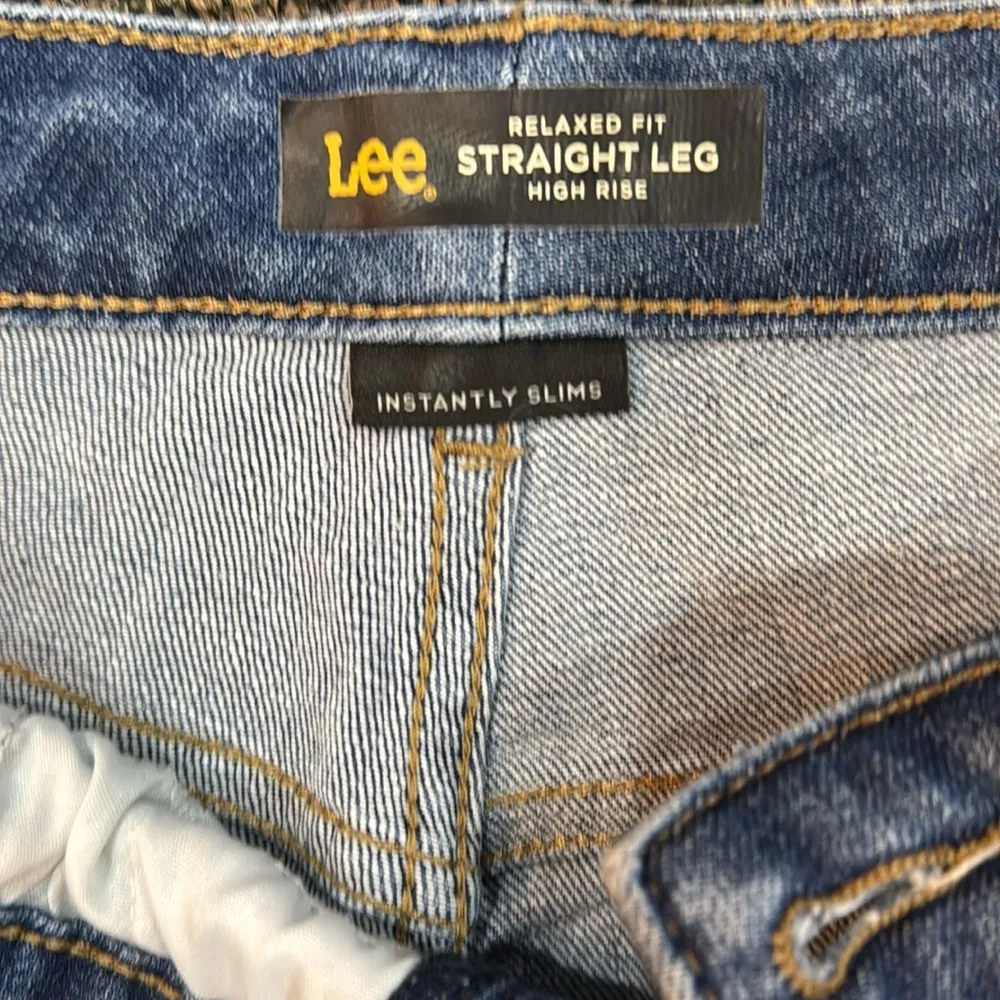 Lee®
RELAXED FIT
STRAIGHT LEG
HIGH RISE
INSTANTLY SLIMS